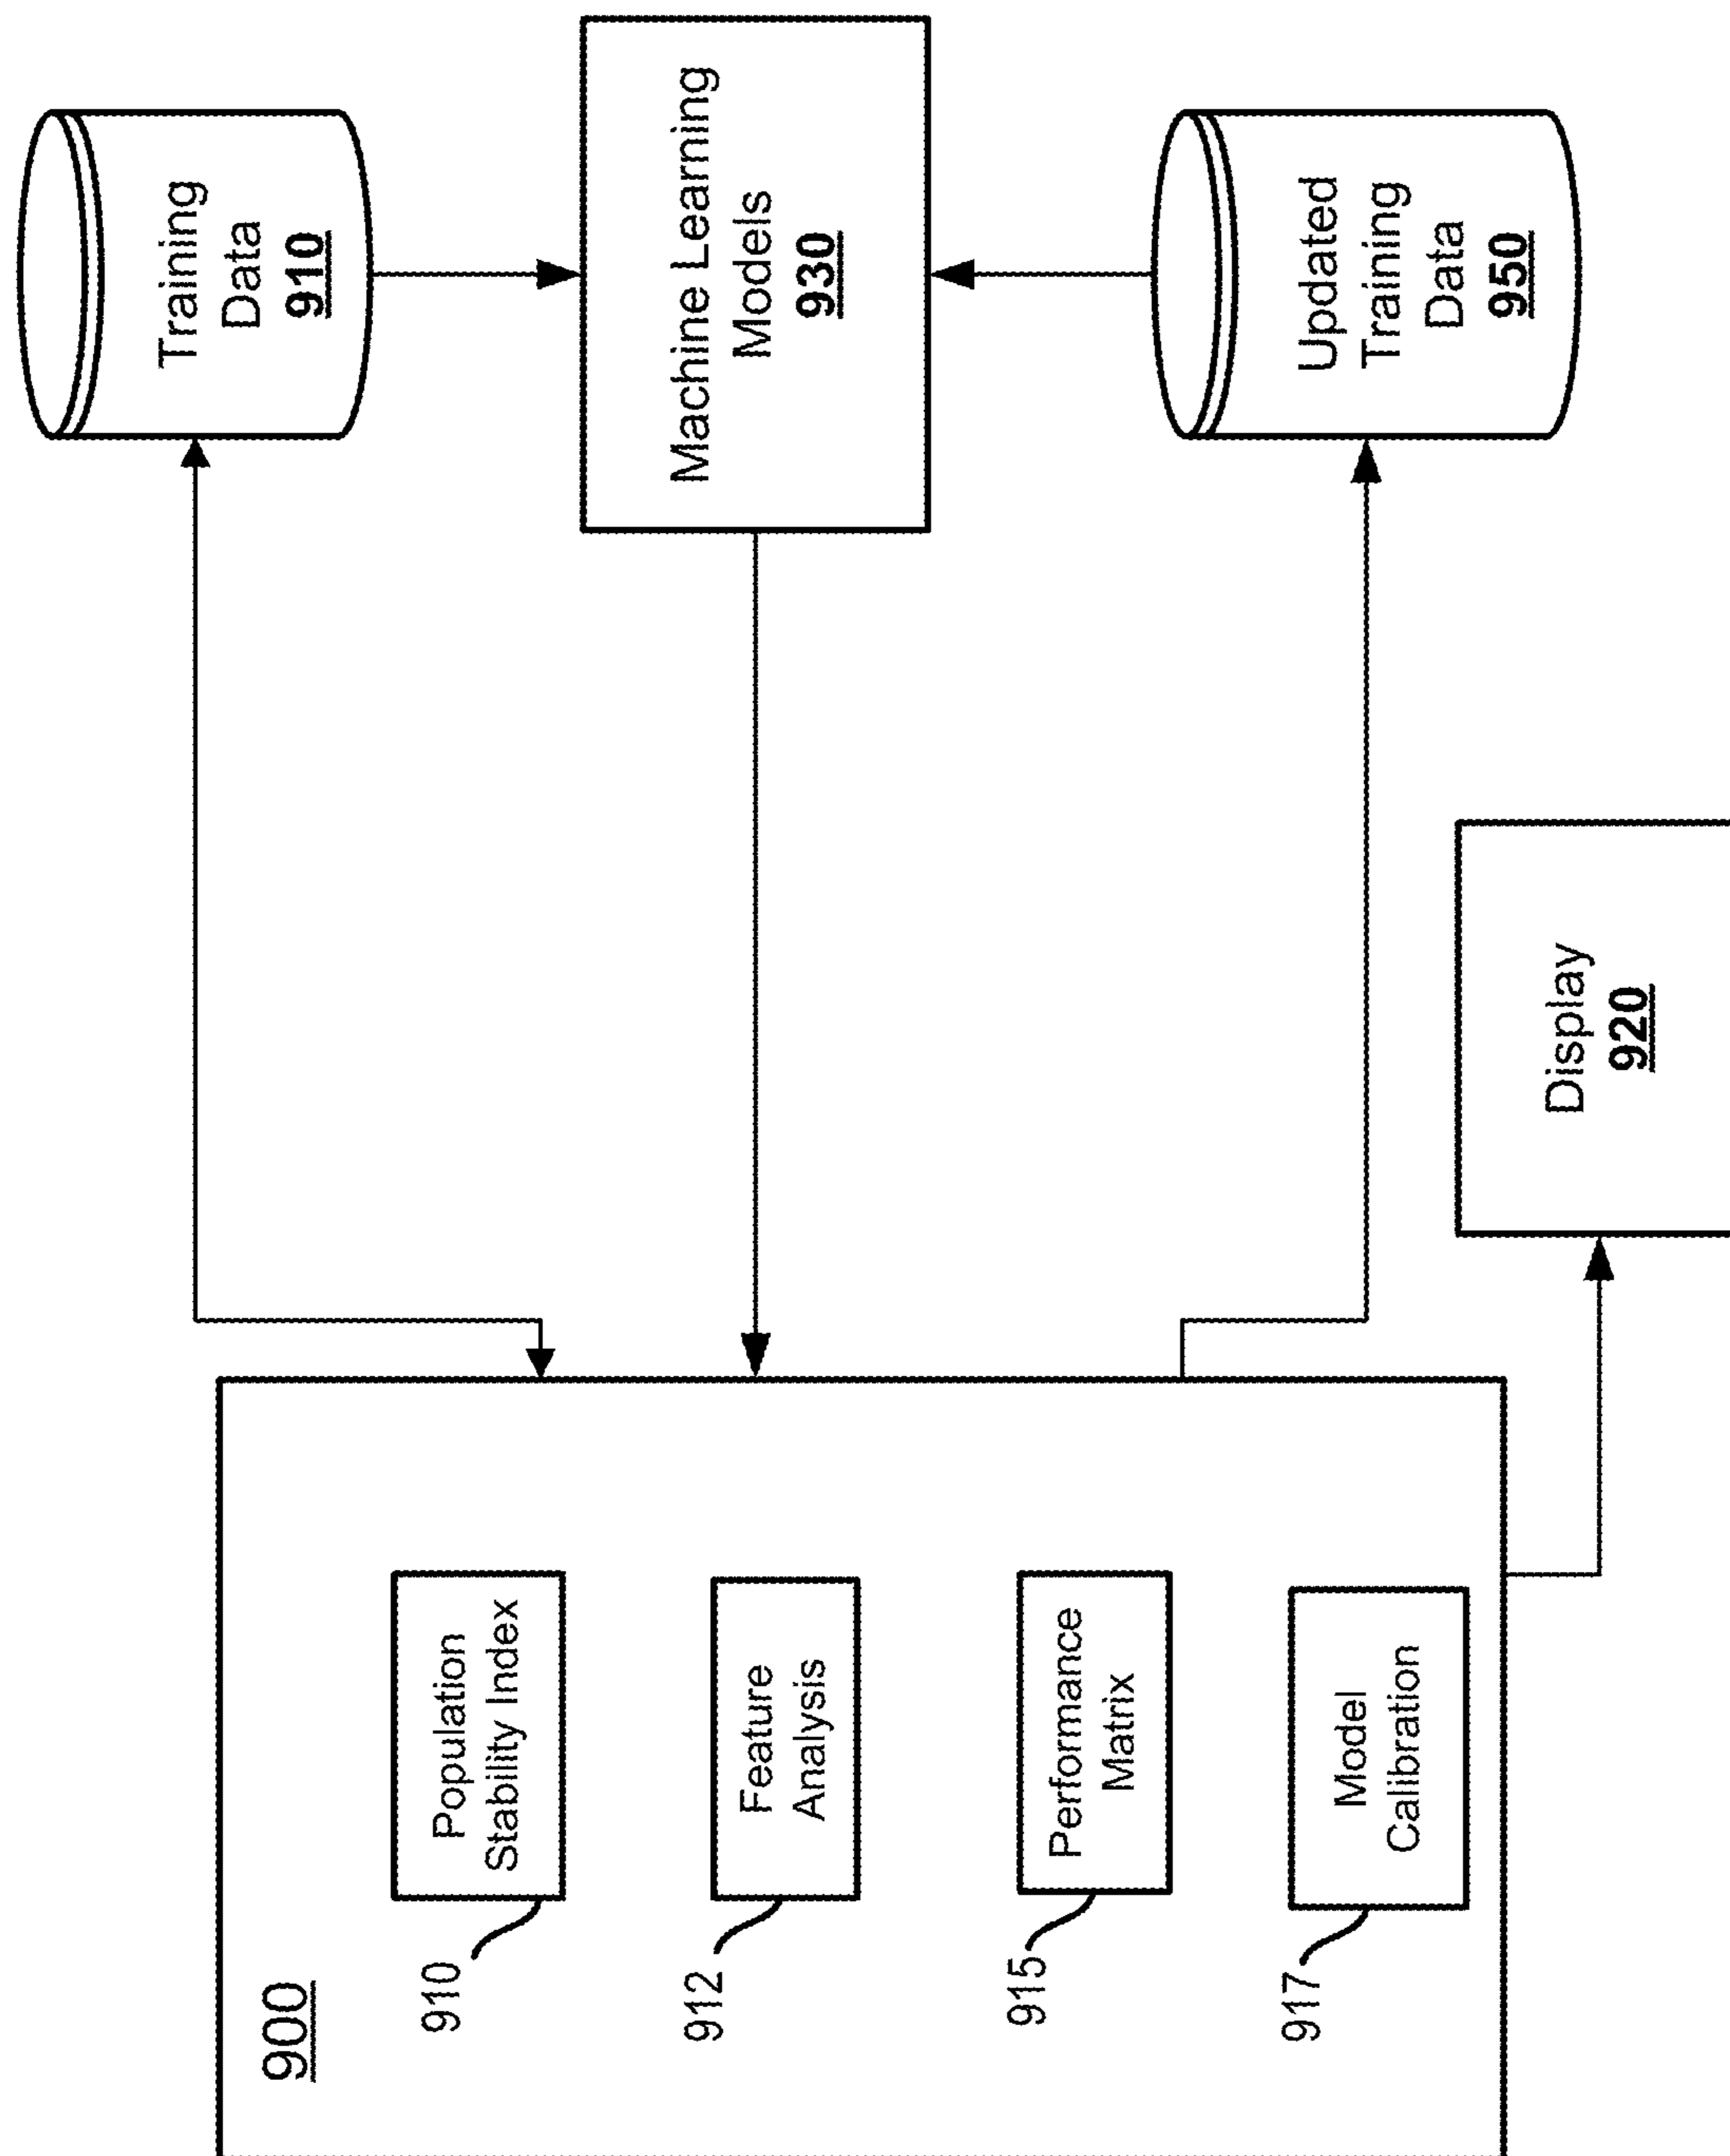 900
910
Population
Stability Index
912
Feature
Analysis
915
Performance
Matrix
917
Model
Calibration
Training
Data
910
Machine Learning
Models
930
Updated
Training
Data
950
Display
920